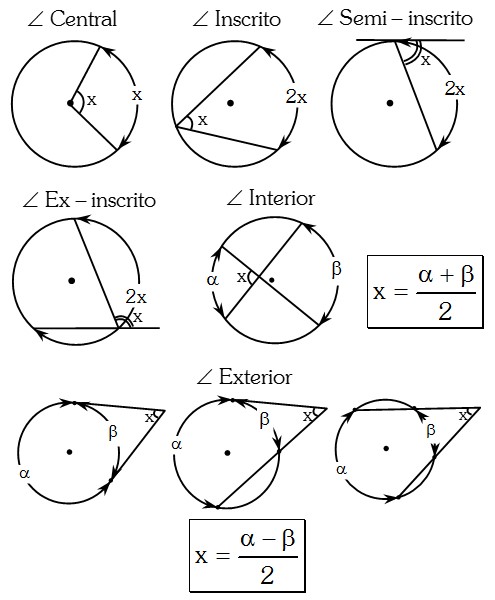 ∠ Central ∠ Inscrito ∠ Semi – inscrito
x x x 2x x 2x
∠ Ex – inscrito ∠ Interior
2x x α x β x = α + β / 2
∠ Exterior
α β x α β x α β x
x = α – β / 2